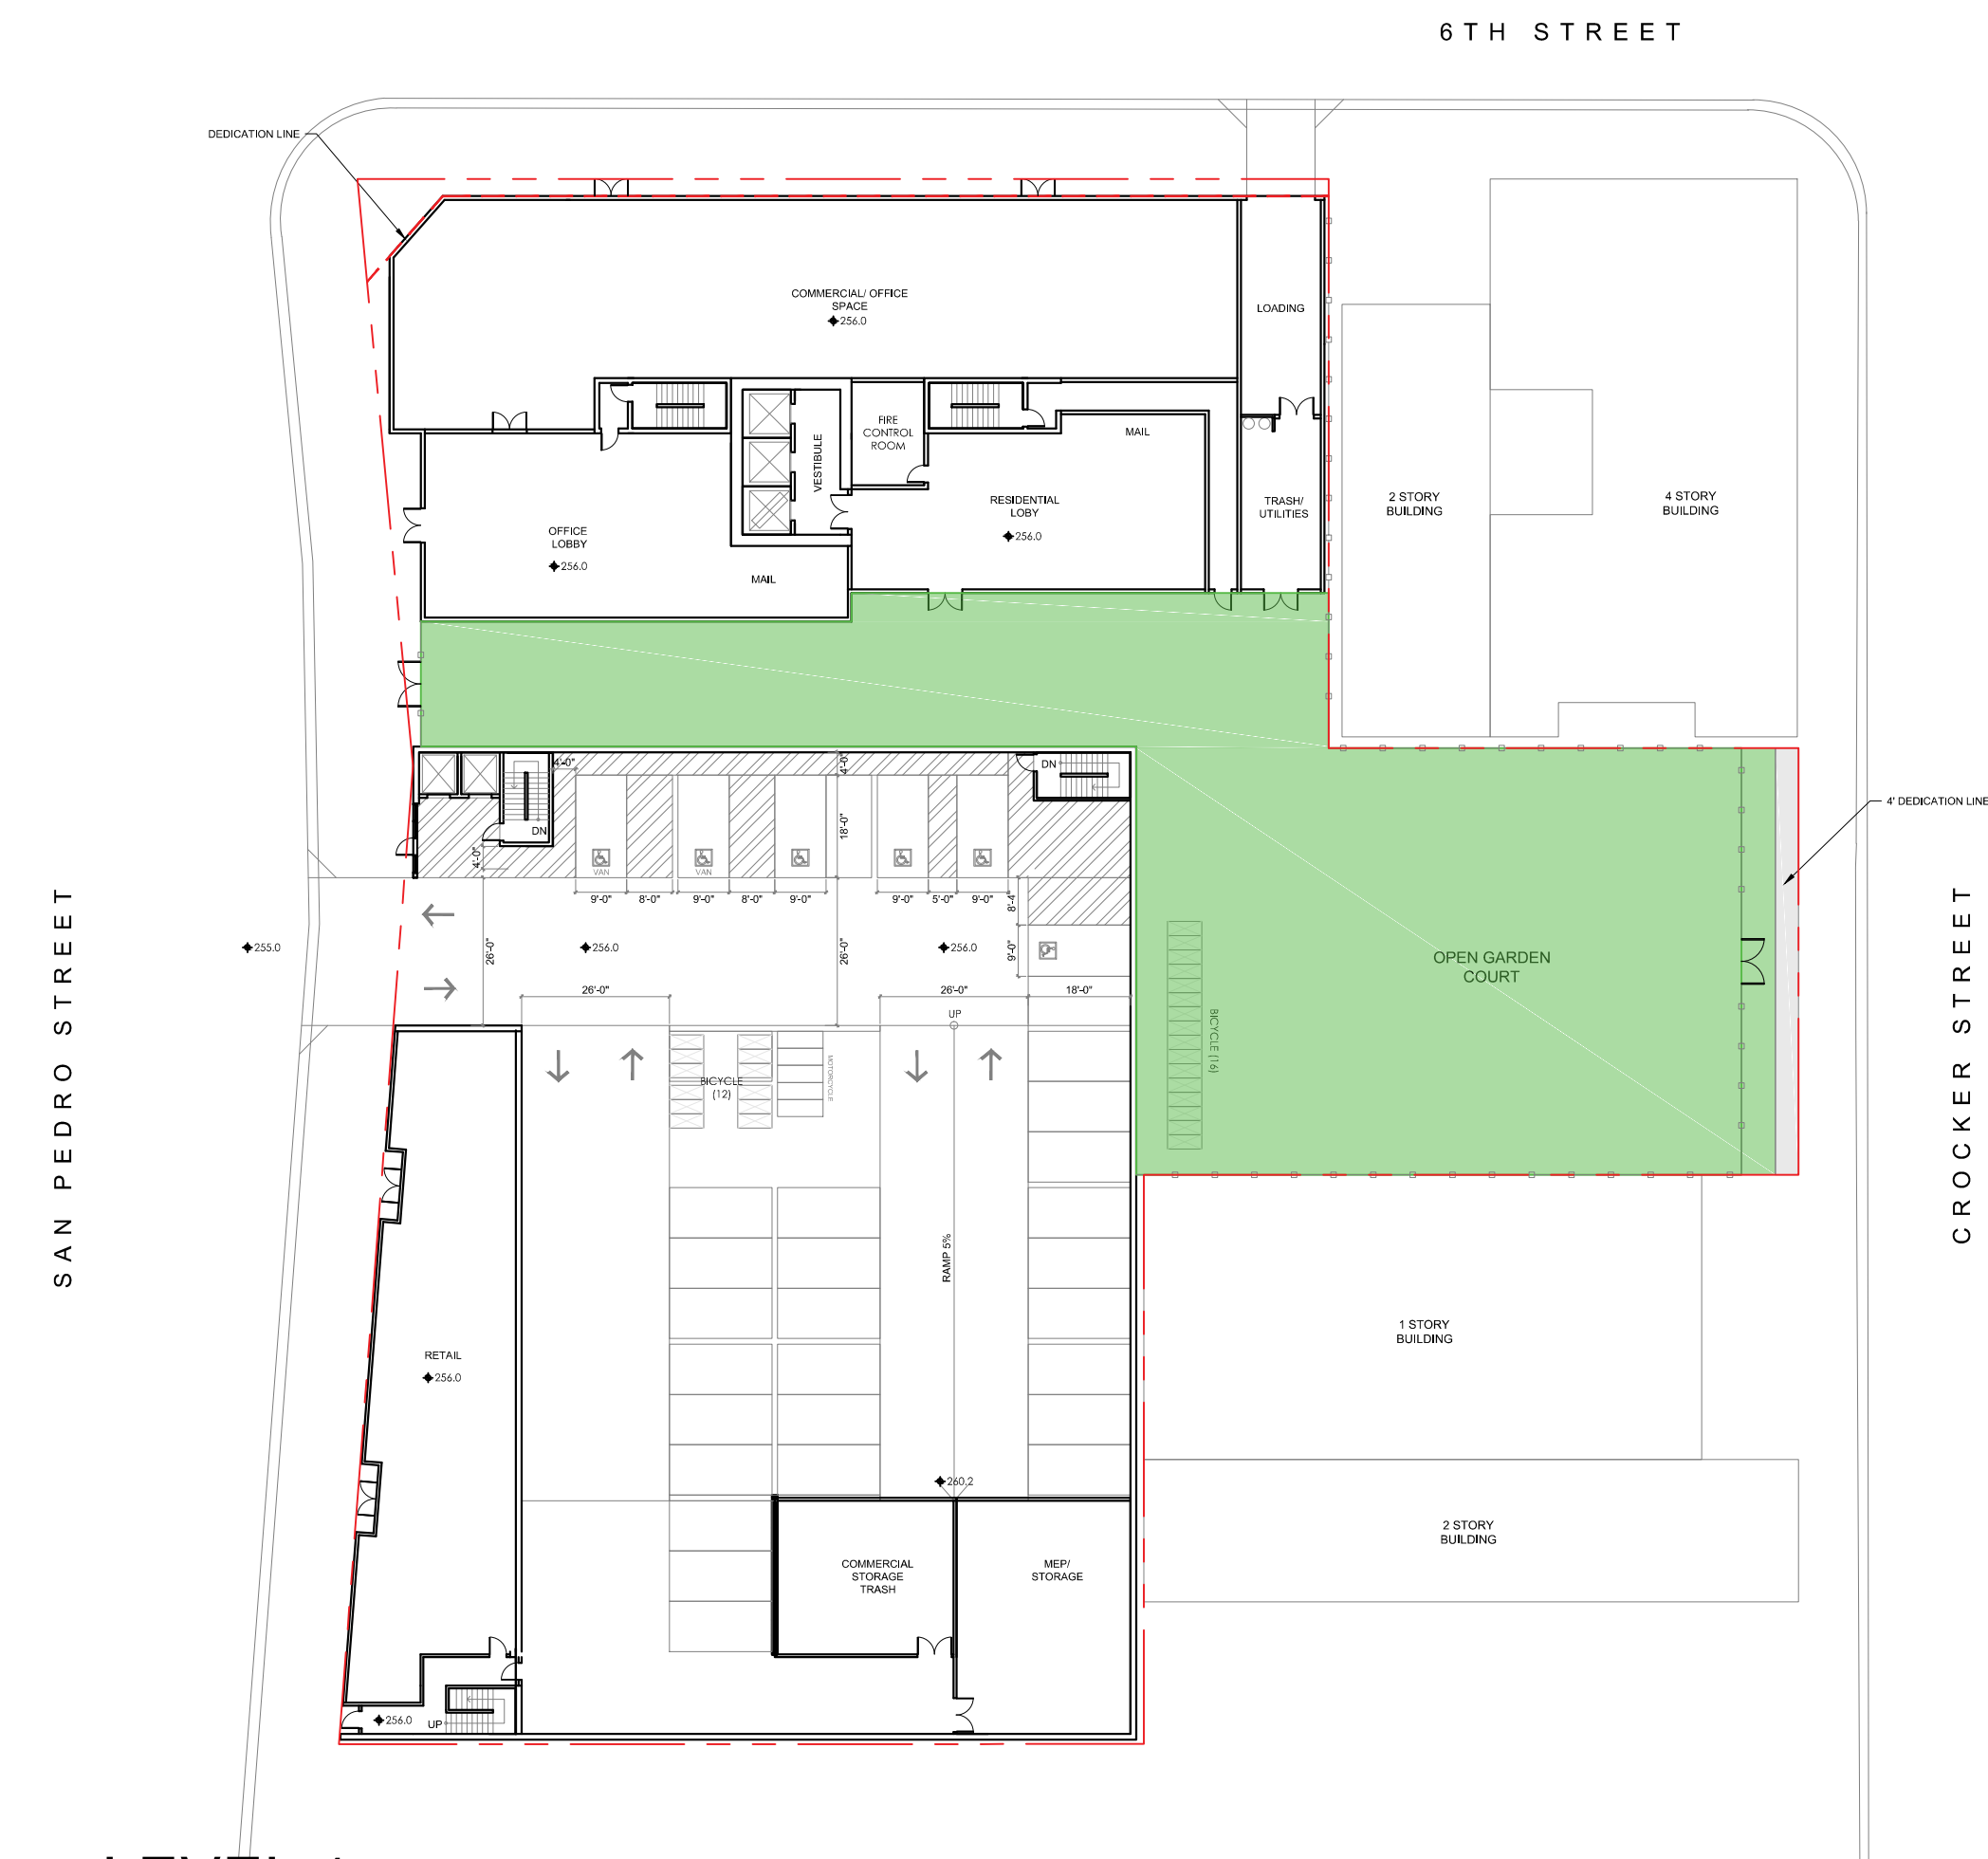 6TH STREET
DEDICATION LINE
COMMERCIAL/ OFFICE
SPACE
256.0
LOADING
FIRE
CONTROL
ROOM
MAIL
VESTIBULE
RESIDENTIAL
LOBY
256.0
TRASH/
UTILITIES
2 STORY
BUILDING
4 STORY
BUILDING
OFFICE
LOBBY
256.0
MAIL
4'-0"
4'-0"
DN
DN
18'-0"
4'-0"
VAN
VAN
9'-0"
8'-0"
9'-0"
8'-0"
9'-0"
9'-0"
5'-0"
9'-0"
8'-4"
4' DEDICATION LINE
SAN PEDRO STREET
CROCKER STREET
255.0
26'-0"
256.0
26'-0"
256.0
9'-0"
OPEN GARDEN
COURT
26'-0"
26'-0"
18'-0"
UP
BICYCLE
(12)
MOTORCYCLE
BICYCLE (16)
RAMP 5%
1 STORY
BUILDING
RETAIL
256.0
260.2
2 STORY
BUILDING
COMMERCIAL
STORAGE
TRASH
MEP/
STORAGE
256.0
UP